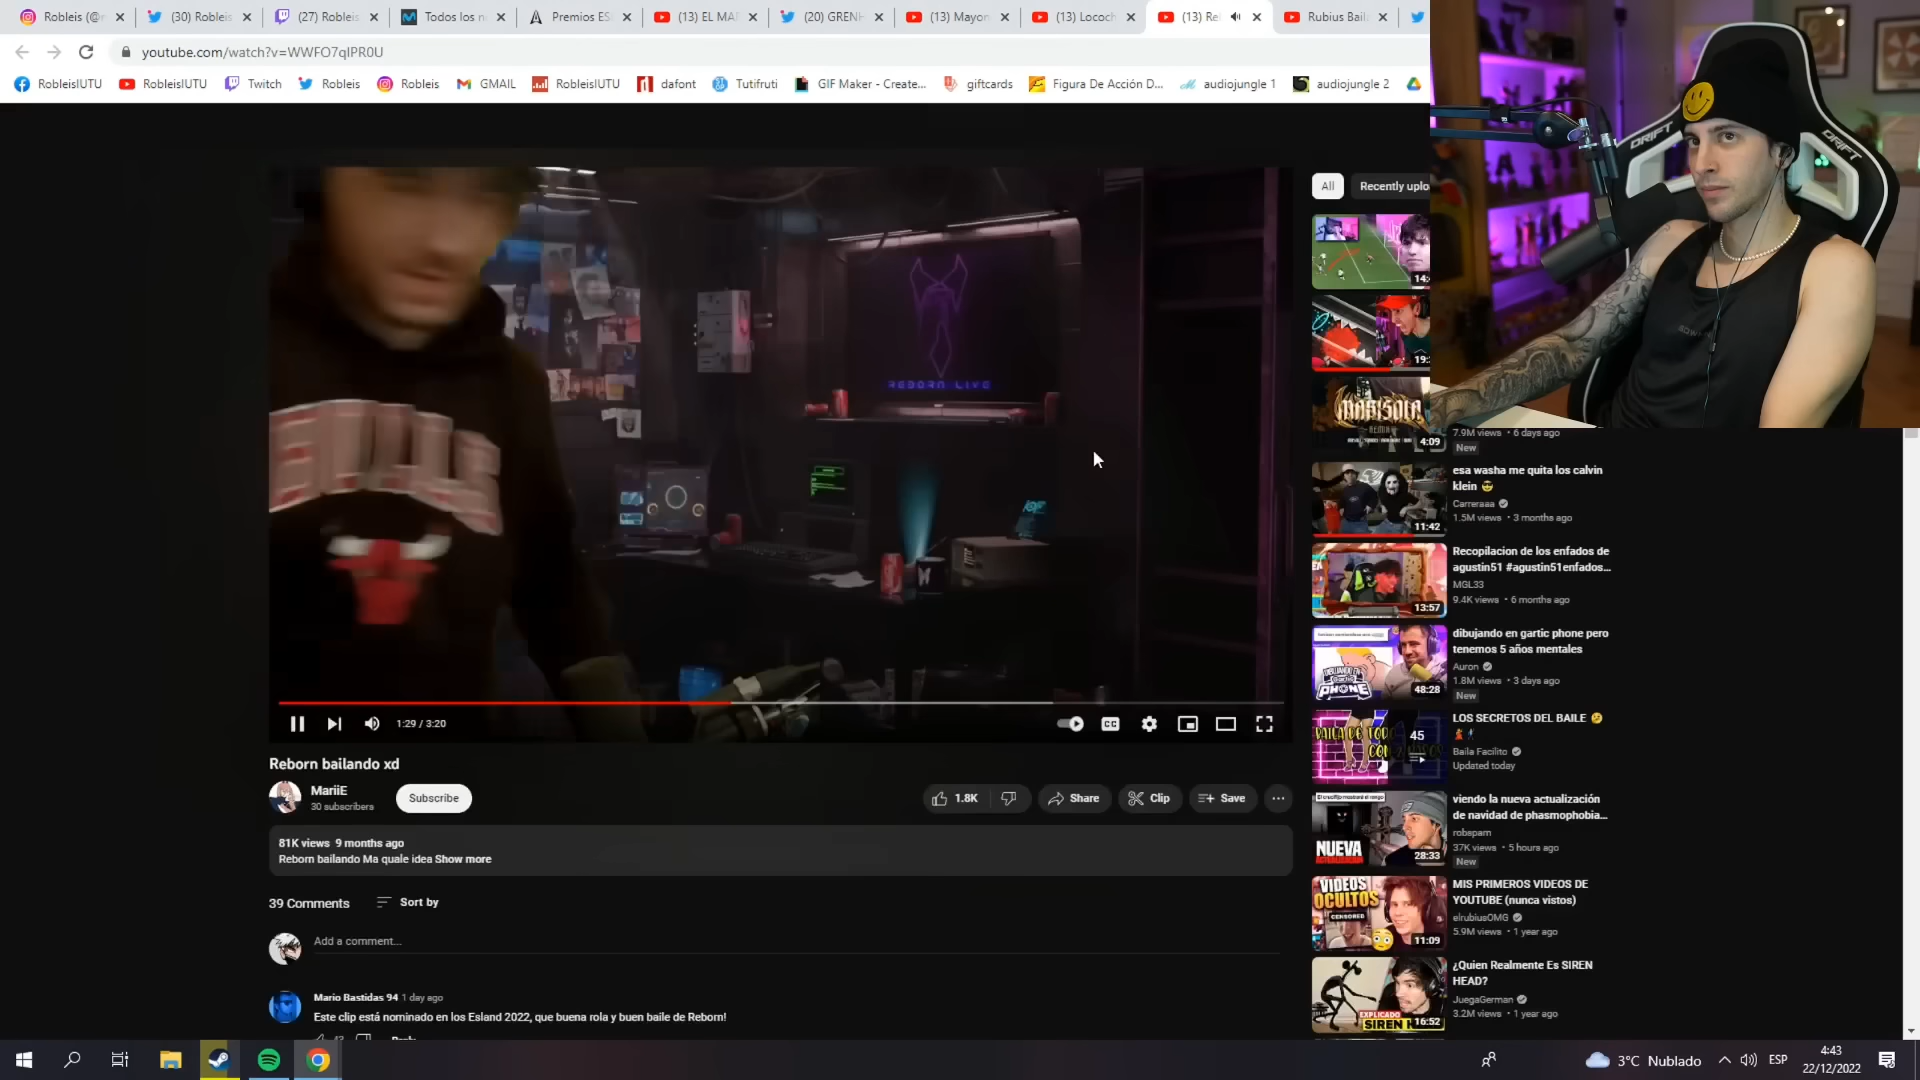 Robleis (@r
(30) Robleis
(27) Robleis
Todos los n
Premios ES
(13) EL MA
(20) GRENH
(13) Mayon
(13) Lococh
(13) Re
Rubius Bail
youtube.com/watch?v=WWFO7qIPR0U
RobleisIUTU
RobleisIUTU
Twitch
Robleis
Robleis
GMAIL
RobleisIUTU
dafont
Tutifruti
GIF Maker - Create...
giftcards
Figura De Acción D...
audiojungle 1
audiojungle 2
DRIFT
DRIFT
All
Recently uplo
REBORN LIVE
4:09
7.9M views • 6 days ago
New
esa washa me quita los calvin
klein
Carreraaa
1.5M views • 3 months ago
11:42
Recopilacion de los enfados de
agustin51 #agustin51enfados...
MGL33
9.4K views • 6 months ago
13:57
dibujando en gartic phone pero
tenemos 5 años mentales
Auron
1.8M views • 3 days ago
New
PHONE
48:28
LOS SECRETOS DEL BAILE
Baila Facilito
Updated today
BAILA DE TODO
45
viendo la nueva actualización
de navidad de phasmophobia...
robspam
37K views • 5 hours ago
New
NUEVA
28:33
MIS PRIMEROS VIDEOS DE
YOUTUBE (nunca vistos)
elrubiusOMG
5.9M views • 1 year ago
VIDEOS
OCULTOS
CENSORED
11:09
¿Quien Realmente Es SIREN
HEAD?
JuegaGerman
3.2M views • 1 year ago
EXPLICADO
SIREN H
16:52
1:29 / 3:20
CC
Reborn bailando xd
MariiE
30 subscribers
Subscribe
1.8K
Share
Clip
Save
81K views 9 months ago
Reborn bailando Ma quale idea Show more
39 Comments
Sort by
Add a comment...
Mario Bastidas 94 1 day ago
Este clip está nominado en los Esland 2022, que buena rola y buen baile de Reborn!
43
Reply
3°C Nublado
ESP
4:43
22/12/2022